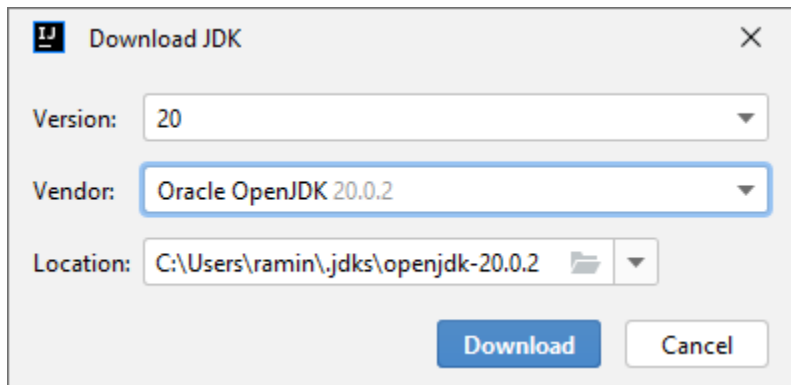 IJ Download JDK
Version: 20
Vendor: Oracle OpenJDK 20.0.2
Location: C:\Users\ramin\.jdks\openjdk-20.0.2
Download Cancel